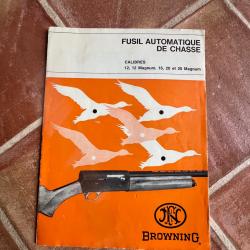 FUSIL AUTOMATIQUE
DE CHASSE
CALIBRES
12, 12 Magnum, 16, 20 et 20 Magnum
FN
BROWNING